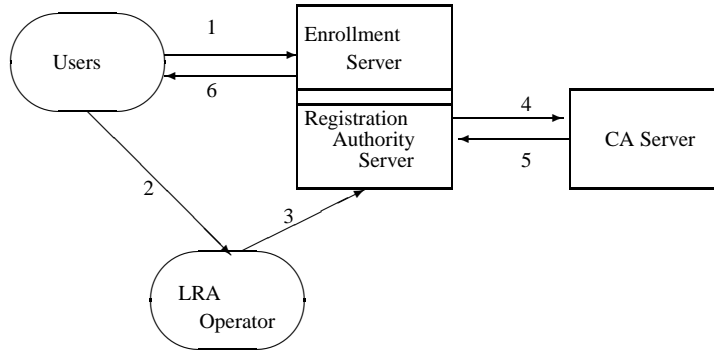 1
Enrollment
Server
Users
6
Registration
Authority
Server
4
CA Server
5
2
3
LRA
Operator